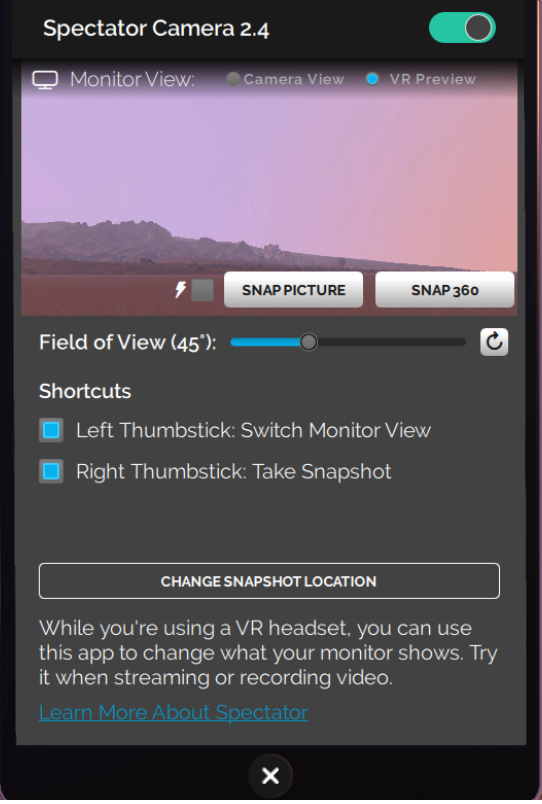 Spectator Camera 2.4
Monitor View: Camera View VR Preview
SNAP PICTURE SNAP 360
Field of View (45°):
Shortcuts
Left Thumbstick: Switch Monitor View
Right Thumbstick: Take Snapshot
CHANGE SNAPSHOT LOCATION
While you're using a VR headset, you can use
this app to change what your monitor shows. Try
it when streaming or recording video.
Learn More About Spectator